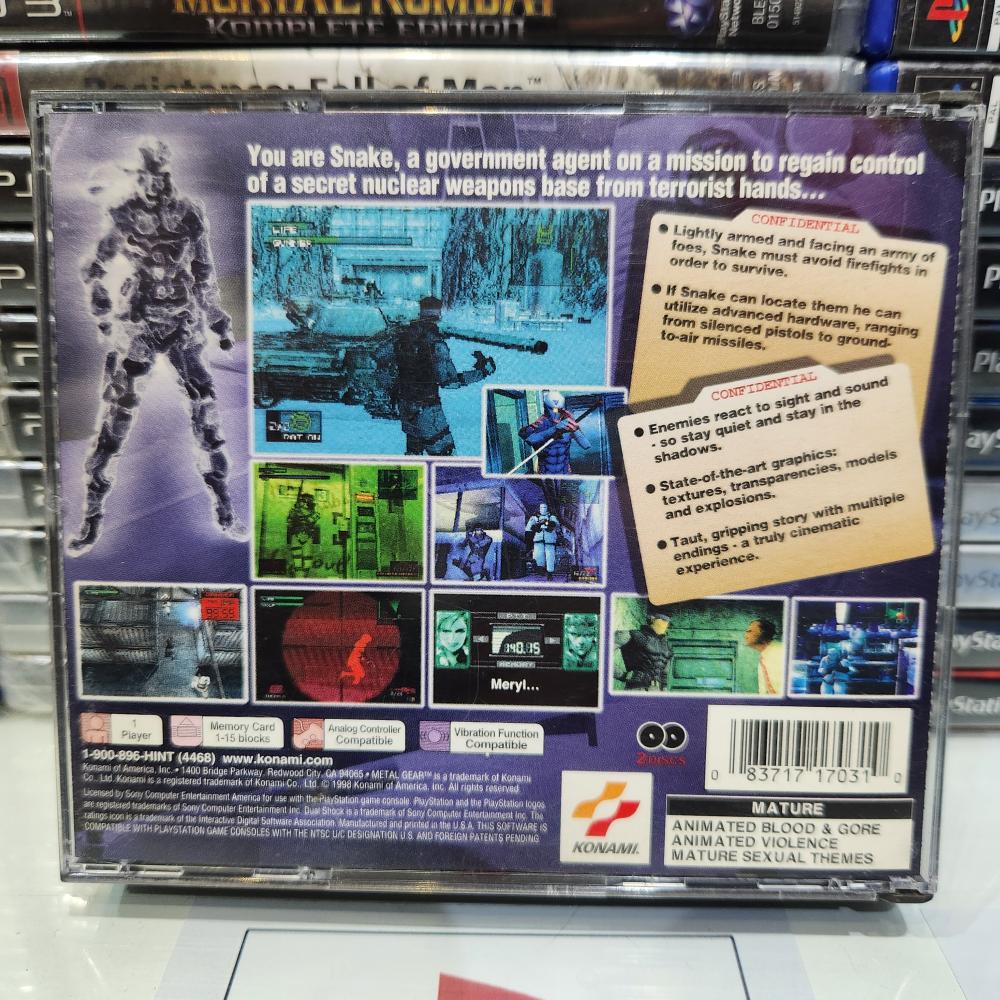 MORTAL KOMBAT
KOMPLETE EDITION
Resistance: Fall of Man™
You are Snake, a government agent on a mission to regain control
of a secret nuclear weapons base from terrorist hands...
LIFE
CONFIDENTIAL
• Lightly armed and facing an army of
foes, Snake must avoid firefights in
order to survive.
• If Snake can locate them he can
utilize advanced hardware, ranging
from silenced pistols to ground-
to-air missiles.
CONFIDENTIAL
• Enemies react to sight and sound
- so stay quiet and stay in the
shadows.
• State-of-the-art graphics:
textures, transparencies, models
and explosions.
• Taut, gripping story with multiple
endings - a truly cinematic
experience.
140.15
MEMORY
Meryl...
1
Player
Memory Card
1-15 blocks
Analog Controller
Compatible
Vibration Function
Compatible
2 DISCS
1-900-896-HINT (4468) www.konami.com
Konami of America, Inc. • 1400 Bridge Parkway, Redwood City, CA 94065 • METAL GEAR™ is a trademark of Konami
Co., Ltd. Konami is a registered trademark of Konami Co., Ltd. © 1998 Konami of America, Inc. All rights reserved.
Licensed by Sony Computer Entertainment America for use with the PlayStation game console. PlayStation and the PlayStation logos
are registered trademarks of Sony Computer Entertainment Inc. Dual Shock is a trademark of Sony Computer Entertainment Inc. The
ratings icon is a trademark of the Interactive Digital Software Association. Manufactured and printed in the U.S.A. THIS SOFTWARE IS
COMPATIBLE WITH PLAYSTATION GAME CONSOLES WITH THE NTSC U/C DESIGNATION. U.S. AND FOREIGN PATENTS PENDING
KONAMI
0 83717 17031 0
MATURE
ANIMATED BLOOD & GORE
ANIMATED VIOLENCE
MATURE SEXUAL THEMES